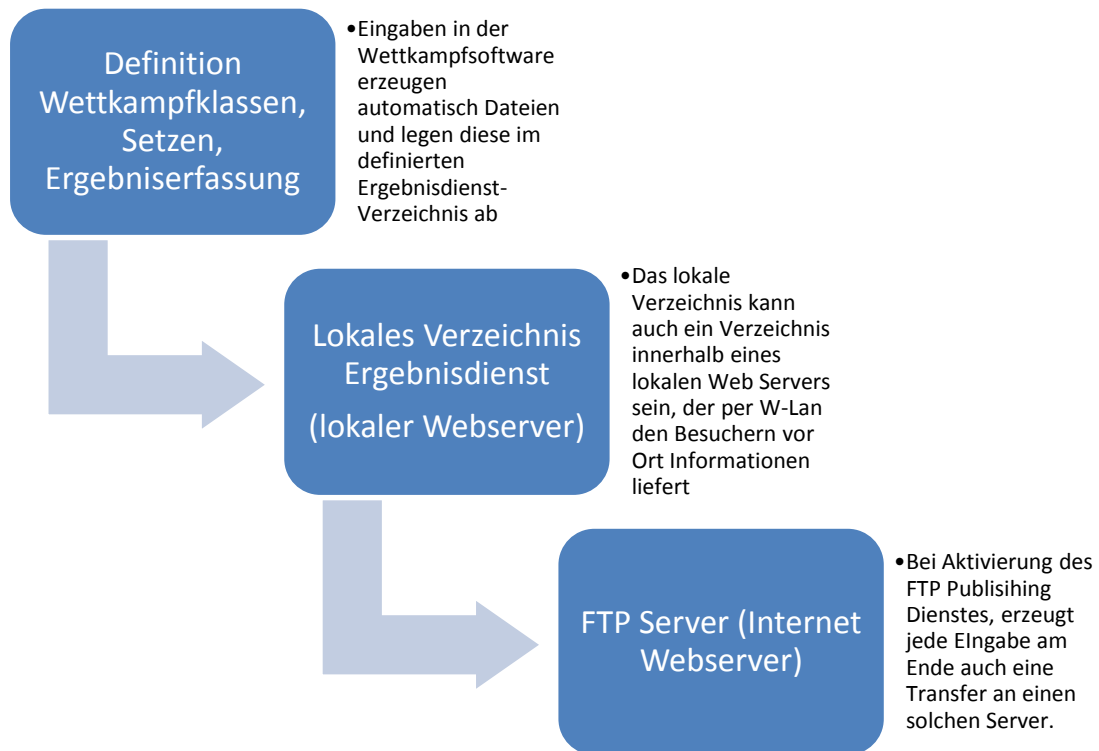 Definition
Wettkampfklassen,
Setzen,
Ergebniserfassung
•Eingaben in der
Wettkampfsoftware
erzeugen
automatisch Dateien
und legen diese im
definierten
Ergebnisdienst-
Verzeichnis ab
Lokales Verzeichnis
Ergebnisdienst
(lokaler Webserver)
•Das lokale
Verzeichnis kann
auch ein Verzeichnis
innerhalb eines
lokalen Web Servers
sein, der per W-Lan
den Besuchern vor
Ort Informationen
liefert
FTP Server (Internet
Webserver)
•Bei Aktivierung des
FTP Publisihing
Dienstes, erzeugt
jede EIngabe am
Ende auch eine
Transfer an einen
solchen Server.